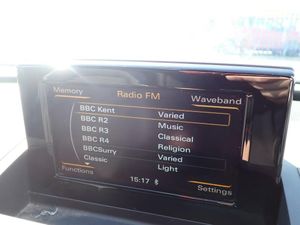 Memory
Radio FM
Waveband
BBC Kent Varied
BBC R2 Music
BBC R3 Classical
BBC R4 Religion
BBCSurry Varied
Classic Light
Functions
15:17
Settings